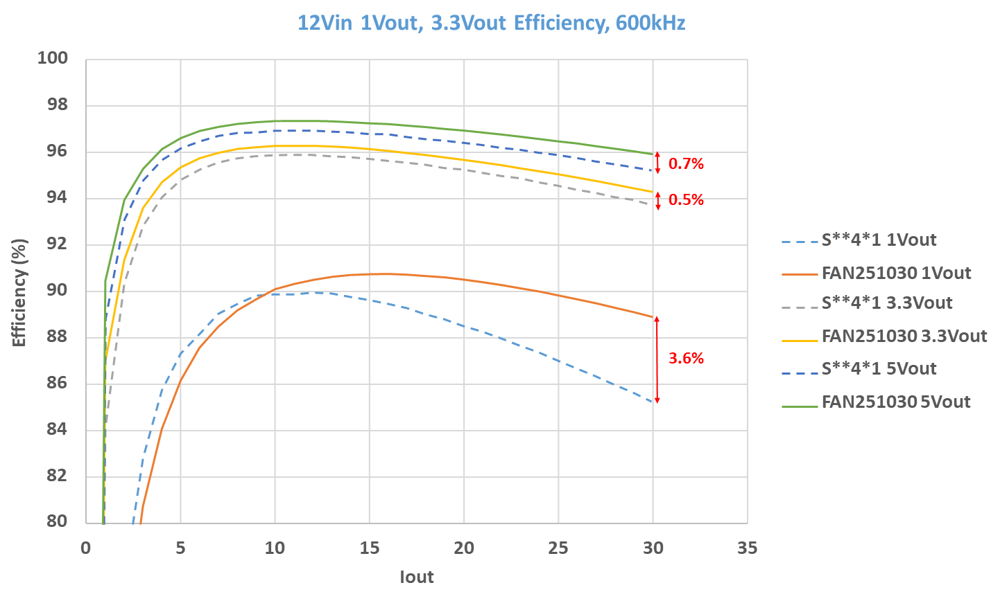 12Vin 1Vout, 3.3Vout Efficiency, 600kHz
100
98
96
94
92
90
88
86
84
82
80
Efficiency (%)
0.7%
0.5%
3.6%
S**4*1 1Vout
FAN251030 1Vout
S**4*1 3.3Vout
FAN251030 3.3Vout
S**4*1 5Vout
FAN251030 5Vout
0 5 10 15 20 25 30 35
Iout